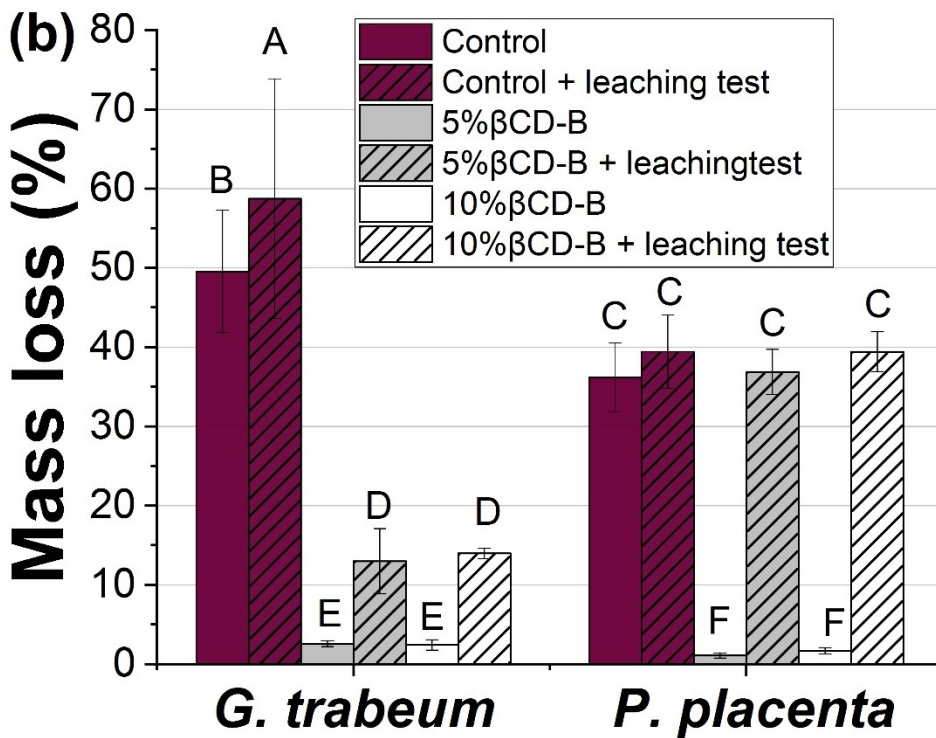 (b)
Mass loss (%)
80
70
60
50
40
30
20
10
0
Control
Control + leaching test
5%βCD-B
5%βCD-B + leachingtest
10%βCD-B
10%βCD-B + leaching test
B
A
E
D
E
D
C
C
F
C
F
C
G. trabeum
P. placenta